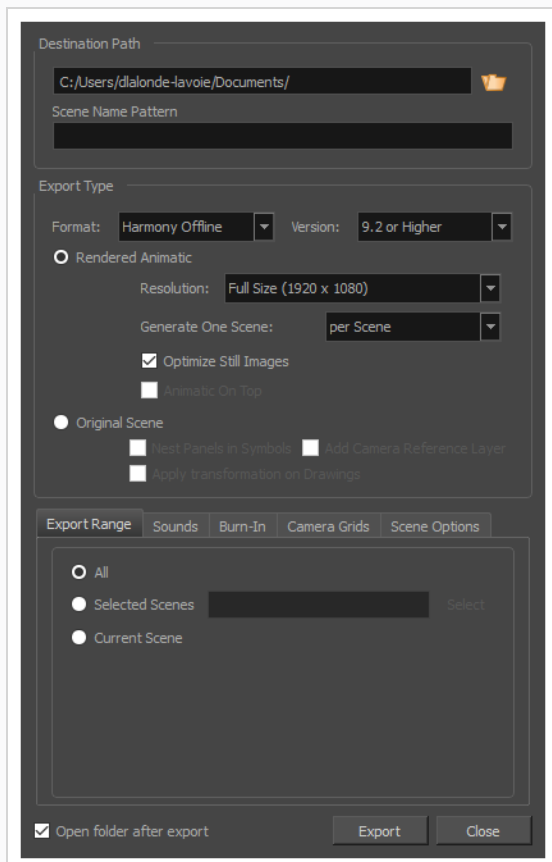 Destination Path
C:/Users/dlalonde-lavoie/Documents/
Scene Name Pattern
Export Type
Format: Harmony Offline Version: 9.2 or Higher
Rendered Animatic
Resolution: Full Size (1920 x 1080)
Generate One Scene: per Scene
Optimize Still Images
Animatic On Top
Original Scene
Nest Panels in Symbols Add Camera Reference Layer
Apply transformation on Drawings
Export Range Sounds Burn-In Camera Grids Scene Options
All
Selected Scenes Select
Current Scene
Open folder after export Export Close